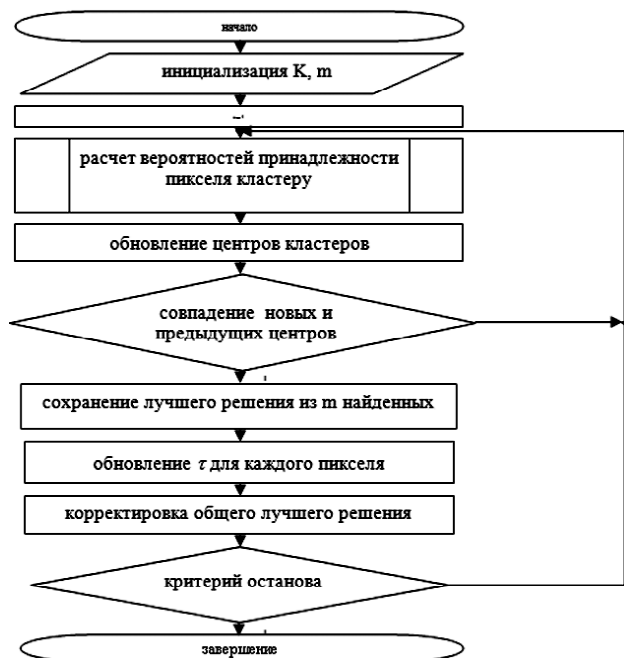 начало
инициализация K, m
расчет вероятностей принадлежности
пикселя кластеру
обновление центров кластеров
совпадение новых и
предыдущих центров
сохранение лучшего решения из m найденных
обновление τ для каждого пикселя
корректировка общего лучшего решения
критерий останова
завершение